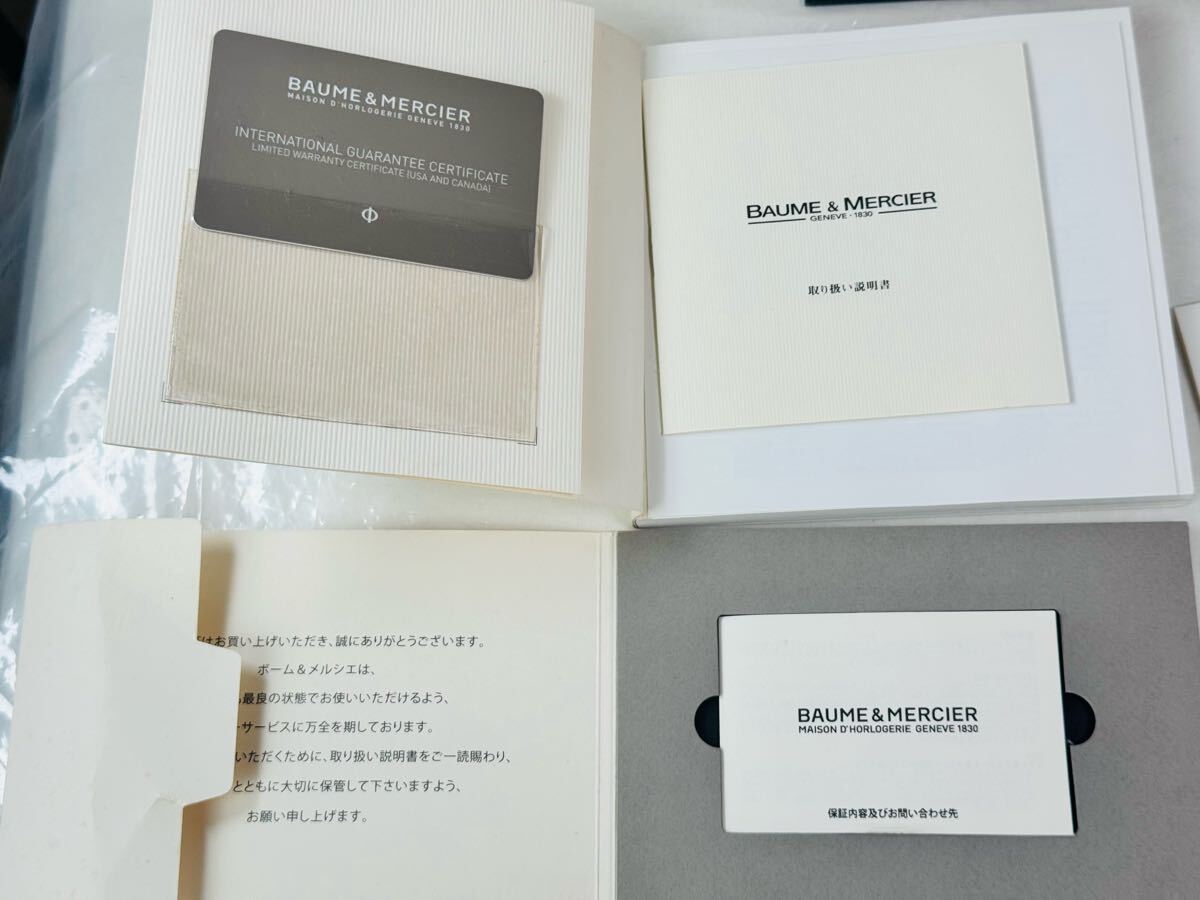 BAUME & MERCIER
MAISON D'HORLOGERIE GENEVE 1830
INTERNATIONAL GUARANTEE CERTIFICATE
LIMITED WARRANTY CERTIFICATE (USA AND CANADA)
Φ
BAUME & MERCIER
GENEVE · 1830
取り扱い説明書
はお買い上げいただき、誠にありがとうございます。
ボーム＆メルシエは、
最良の状態でお使いいただけるよう、
サービスに万全を期しております。
いただくために、取り扱い説明書をご一読賜わり、
とともに大切に保管して下さいますよう、
お願い申し上げます。
BAUME & MERCIER
MAISON D'HORLOGERIE GENEVE 1830
保証内容及びお問い合わせ先